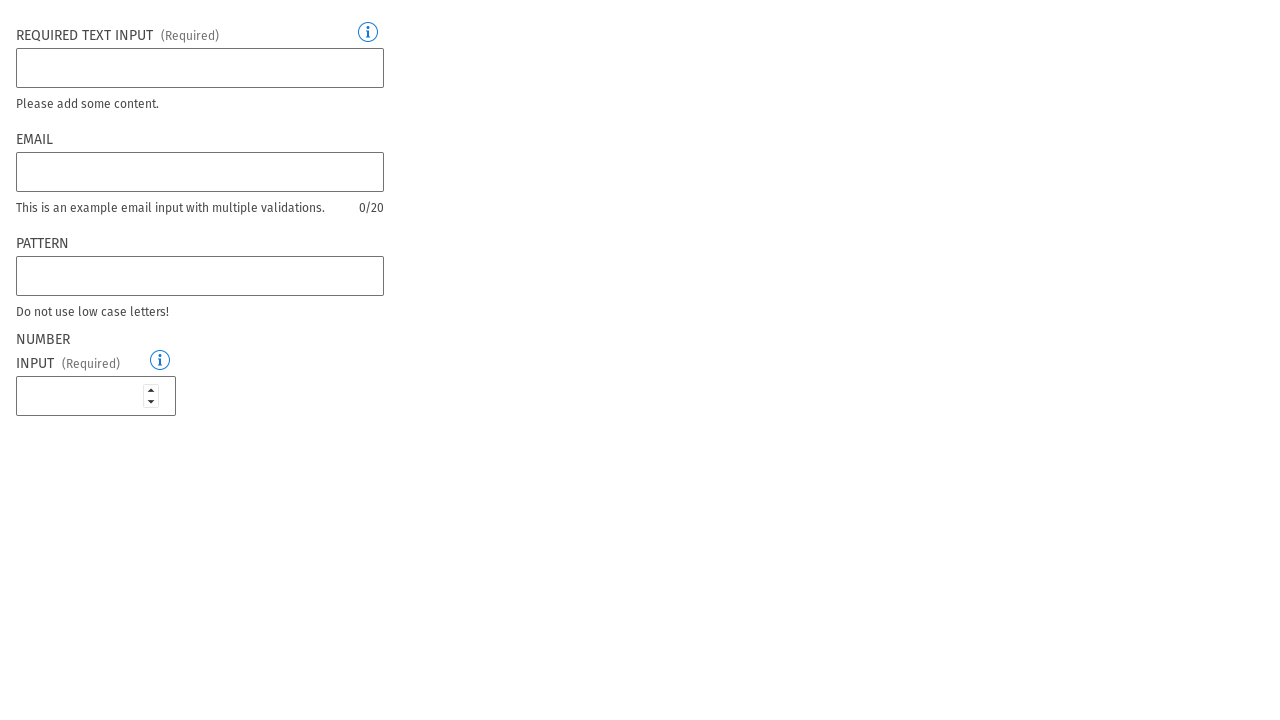 REQUIRED TEXT INPUT (Required)
Please add some content.
EMAIL
This is an example email input with multiple validations. 0/20
PATTERN
Do not use low case letters!
NUMBER
INPUT (Required)